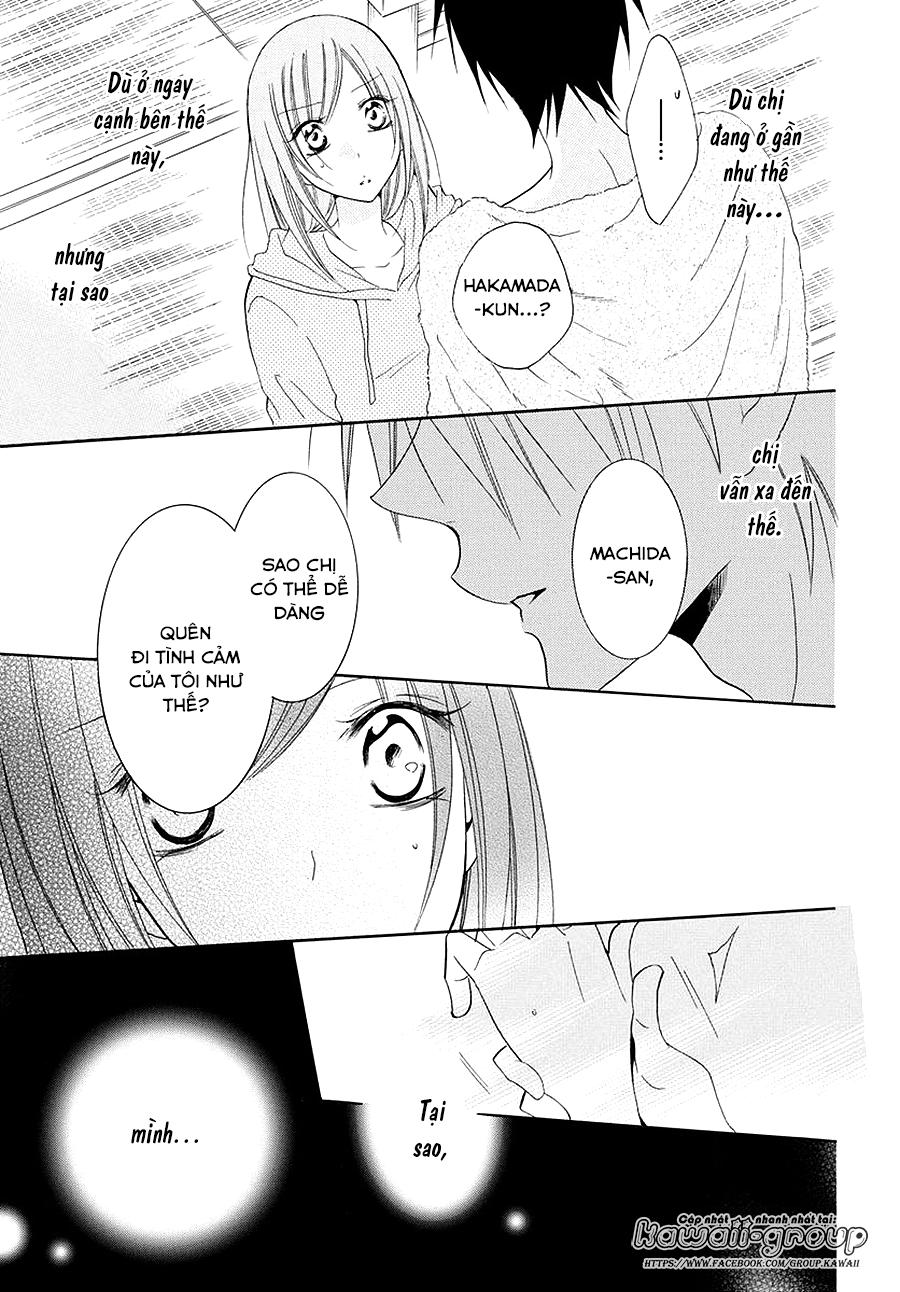 Dù chị
đang ở gần
như thế
này...
......
Dù ở ngay
cạnh bên thế
này,
HAKAMADA
-KUN...?
nhưng
tại sao
chị
vẫn xa đến
thế.
MACHIDA
-SAN,
SAO CHỊ
CÓ THỂ DỄ
DÀNG
QUÊN
ĐI TÌNH CẢM
CỦA TÔI NHƯ
THẾ?
Tại
sao,
mình...
Cập nhật nhanh nhất tại:
kawaii-group
HTTPS://WWW.FACEBOOK.COM/GROUP.KAWAII